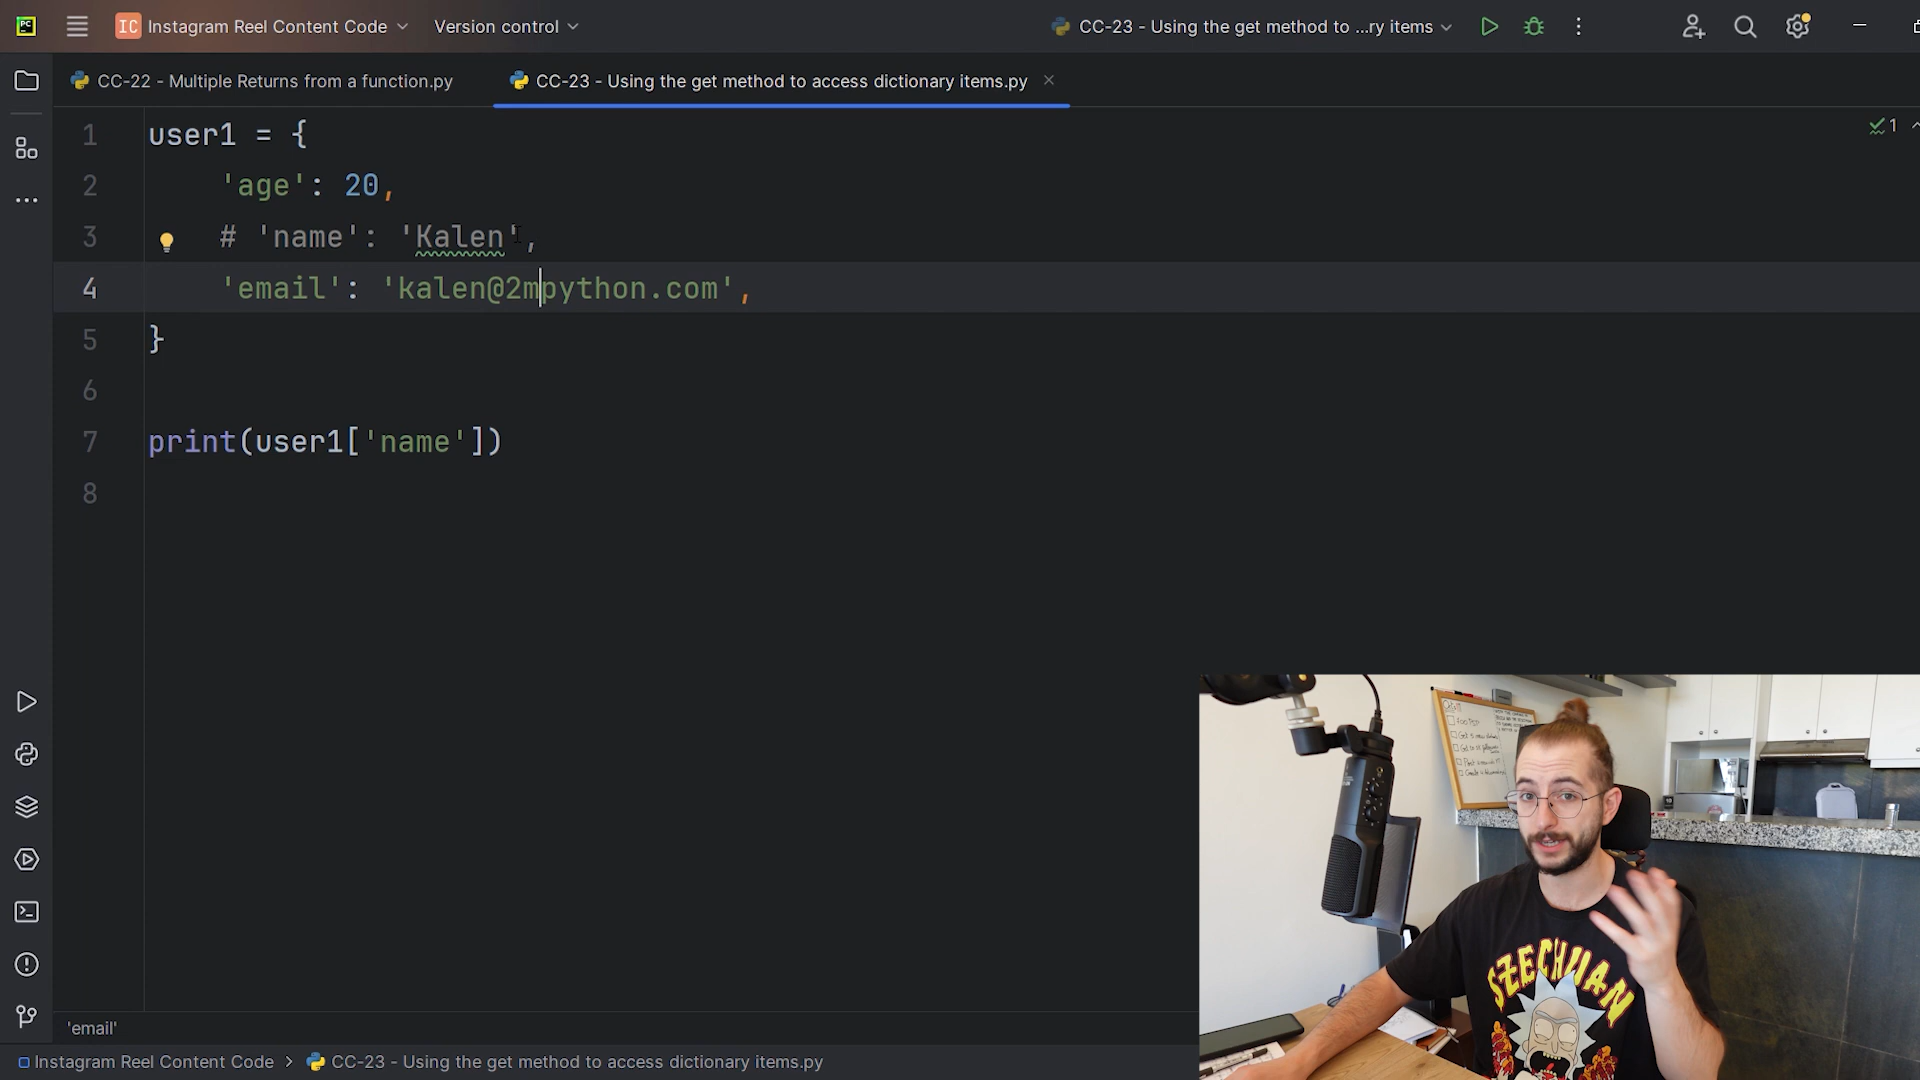 PC
IC Instagram Reel Content Code
Version control
CC-23 - Using the get method to ...ry items
CC-22 - Multiple Returns from a function.py
CC-23 - Using the get method to access dictionary items.py
1 user1 = {
2 'age': 20,
3 # 'name': 'Kalen',
4 'email': 'kalen@2mpython.com',
5 }
6
7 print(user1['name'])
8
1
SZECHUAN
'email'
Instagram Reel Content Code > CC-23 - Using the get method to access dictionary items.py